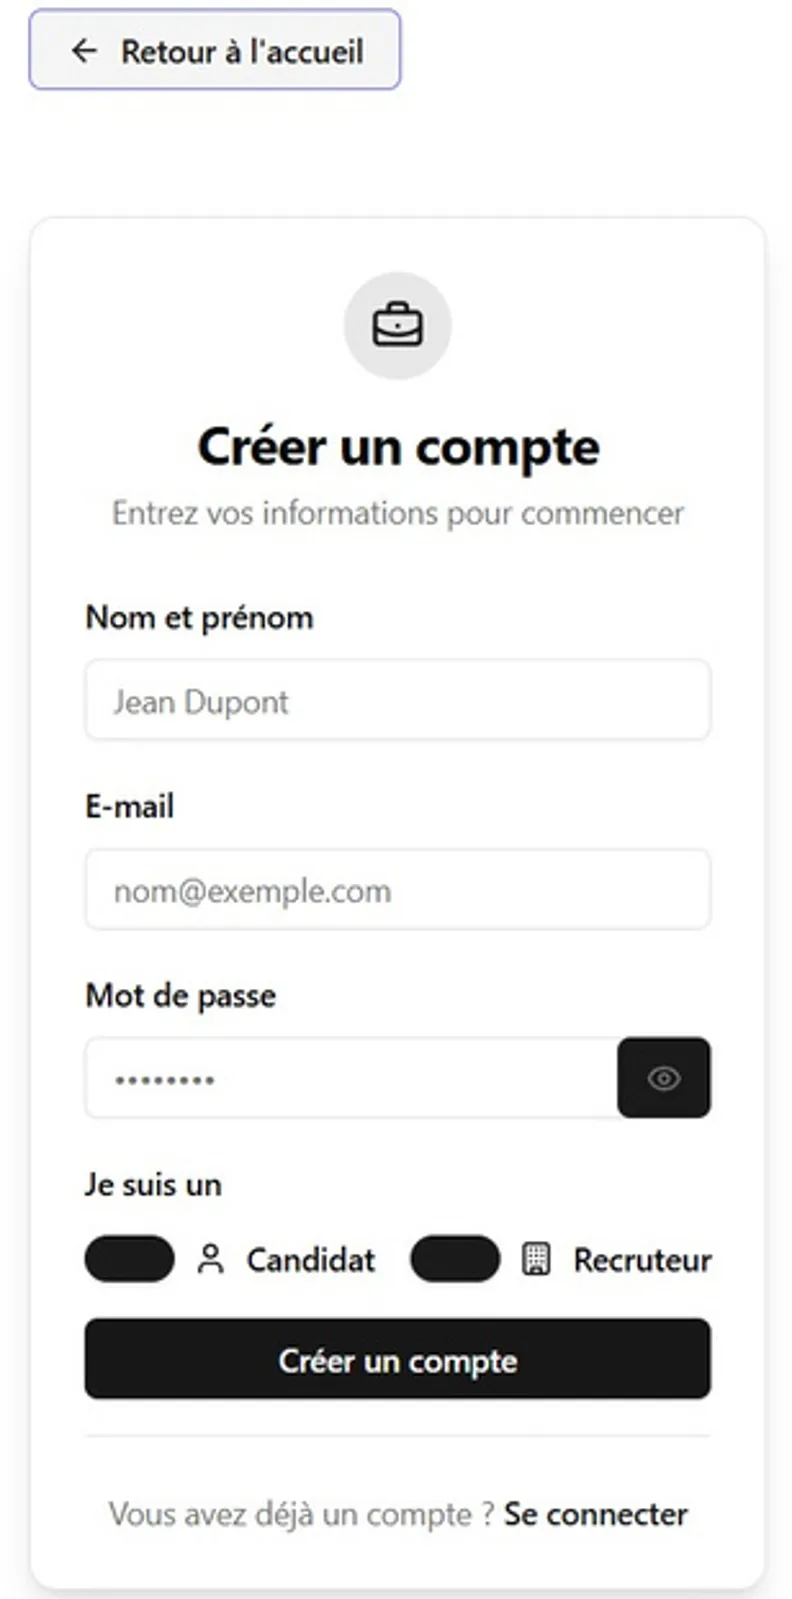 Retour à l'accueil
Créer un compte
Entrez vos informations pour commencer
Nom et prénom
Jean Dupont
E-mail
nom@exemple.com
Mot de passe
••••••••
Je suis un
Candidat Recruteur
Créer un compte
Vous avez déjà un compte ? Se connecter